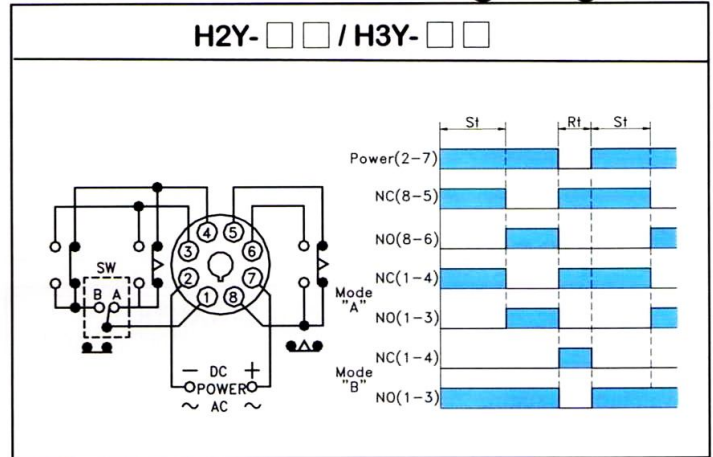 H2Y- □ □ / H3Y- □ □
St Rt St
Power(2-7)
NC(8-5)
NO(8-6)
NC(1-4)
Mode "A"
NO(1-3)
NC(1-4)
Mode "B"
NO(1-3)
SW
B A
4 5
3 6
2 7
1 8
− DC +
POWER
~ AC ~